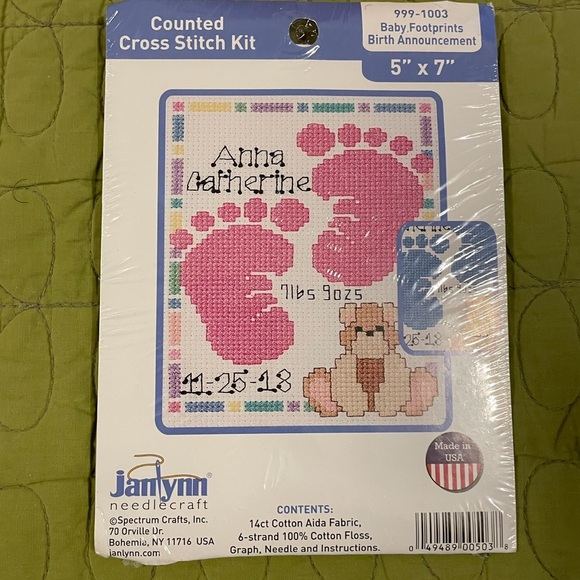 Counted
Cross Stitch Kit
999-1003
Baby Footprints
Birth Announcement
5” x 7”
Anna
Catherine
7lbs 9ozs
11-25-18
Made in
USA
janlynn®
needlecraft
©Spectrum Crafts, Inc.
70 Orville Dr.
Bohemia, NY 11716 USA
janlynn.com
CONTENTS:
14ct Cotton Aida Fabric,
6-strand 100% Cotton Floss,
Graph, Needle and Instructions.
0 49489 00503 8